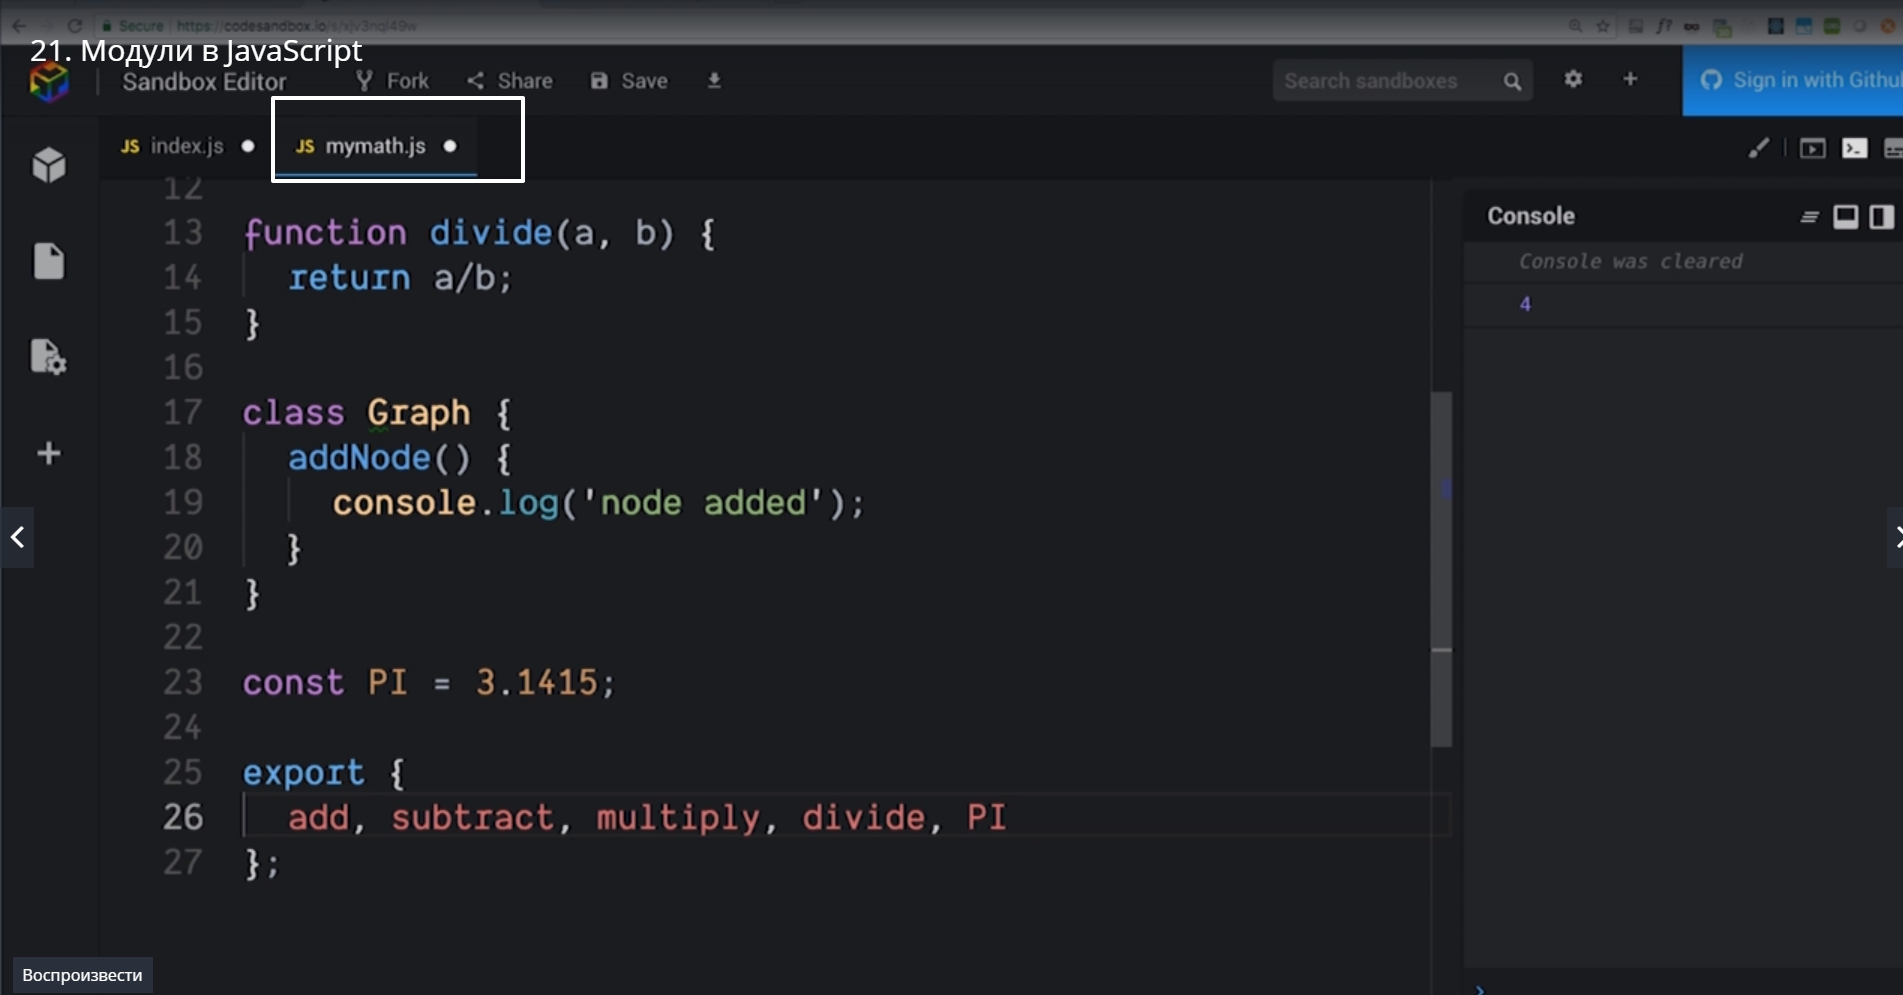 Secure https://codesandbox.io/s/xjv3nql49w
21. Модули в JavaScript
Sandbox Editor Fork Share Save Search sandboxes + Sign in with Githu
JS index.js JS mymath.js
12
13 function divide(a, b) {
14 return a/b;
15 }
16
17 class Graph {
18 addNode() {
19 console.log('node added');
20 }
21 }
22
23 const PI = 3.1415;
24
25 export {
26 add, subtract, multiply, divide, PI
27 };
Console
Console was cleared
4
Воспроизвести